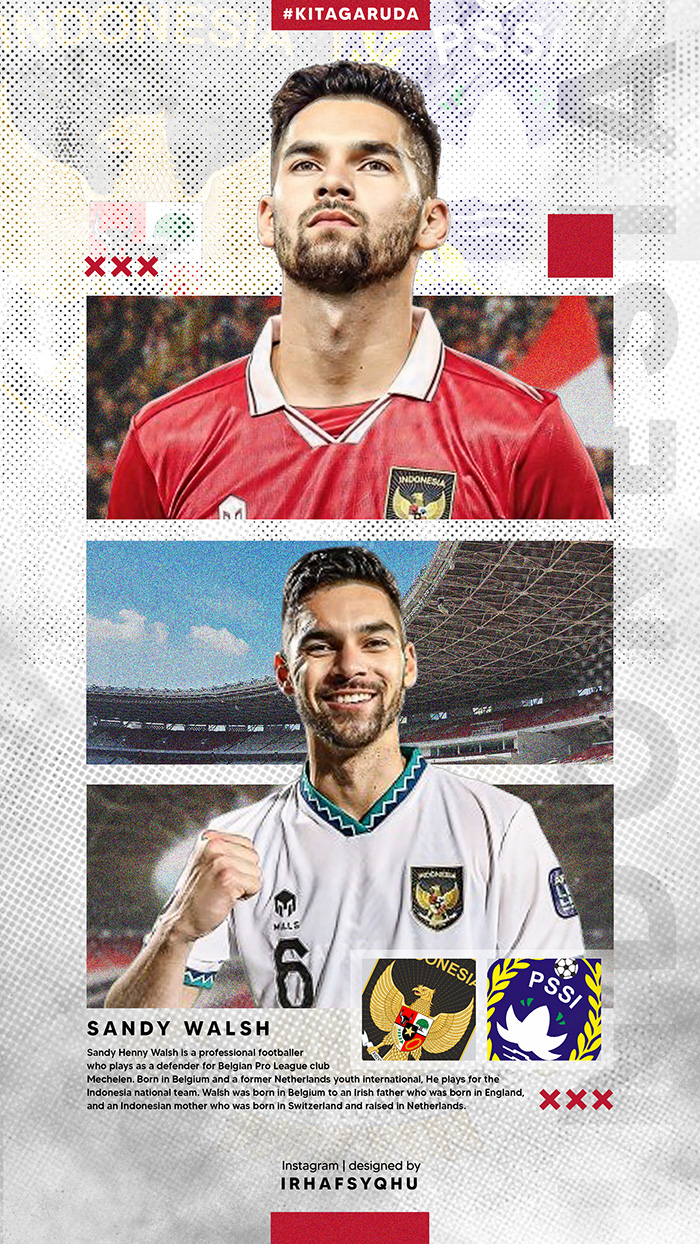 #KITAGARUDA
INDONESIA
PSSI
INDONESIA
INDONESIA
INDONESIA
MILLS
6
INDONESIA
PSSI
SANDY WALSH
Sandy Henny Walsh is a professional footballer
who plays as a defender for Belgian Pro League club
Mechelen. Born in Belgium and a former Netherlands youth international, He plays for the
Indonesia national team. Walsh was born in Belgium to an Irish father who was born in England,
and an Indonesian mother who was born in Switzerland and raised in Netherlands.
Instagram | designed by
IRHAFSYQHU